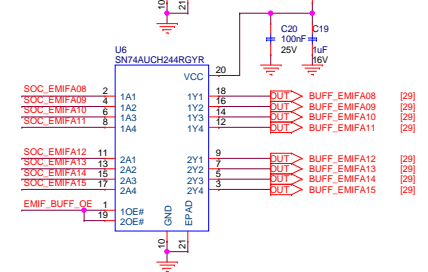 10
21
U6
SN74AUCH244RGYR
C20
100nF
25V
C19
1uF
16V
VCC
20
SOC_EMIFA08
2
1A1
1Y1
18
OUT
BUFF_EMIFA08
[29]
SOC_EMIFA09
4
1A2
1Y2
16
OUT
BUFF_EMIFA09
[29]
SOC_EMIFA10
6
1A3
1Y3
14
OUT
BUFF_EMIFA10
[29]
SOC_EMIFA11
8
1A4
1Y4
12
OUT
BUFF_EMIFA11
[29]
SOC_EMIFA12
11
2A1
2Y1
9
OUT
BUFF_EMIFA12
[29]
SOC_EMIFA13
13
2A2
2Y2
7
OUT
BUFF_EMIFA13
[29]
SOC_EMIFA14
15
2A3
2Y3
5
OUT
BUFF_EMIFA14
[29]
SOC_EMIFA15
17
2A4
2Y4
3
OUT
BUFF_EMIFA15
[29]
EMIF_BUFF_OE
1
1OE#
19
2OE#
GND
EPAD
10
21